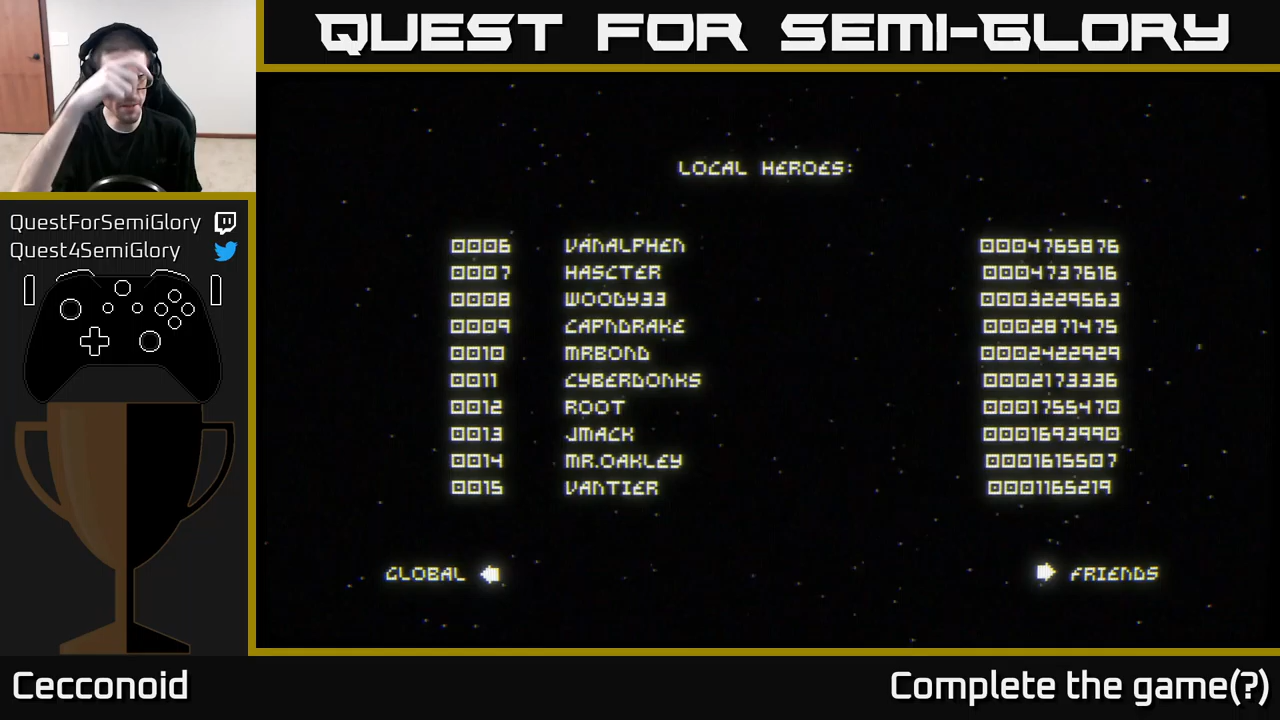 QUEST FOR SEMI-GLORY
QuestForSemiGlory
Quest4SemiGlory
LOCAL HEROES:
0006 VANALPHEN 0004765876
0007 HASCTER 0004737616
0008 WOODY33 0003229563
0009 CAPNDRAKE 0002871475
0010 MRBOND 0002422929
0011 CYBERDONKS 0002173336
0012 ROOT 0001755470
0013 JMACK 0001693990
0014 MR.OAKLEY 0001615507
0015 VANTIER 0001165219
GLOBAL FRIENDS
Cecconoid Complete the game(?)